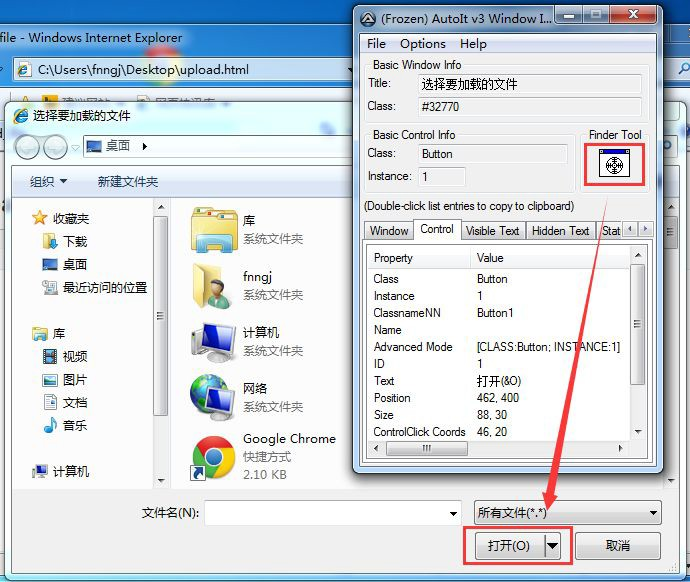 file - Windows Internet Explorer
C:\Users\fnngj\Desktop\upload.html
选择要加载的文件
桌面
组织
新建文件夹
收藏夹
下载
桌面
最近访问的位置
库
视频
图片
文档
音乐
计算机
库
系统文件夹
fnngj
系统文件夹
计算机
系统文件夹
网络
系统文件夹
Google Chrome
快捷方式
2.10 KB
文件名(N):
所有文件(*.*)
打开(O)
取消
(Frozen) AutoIt v3 Window I...
File Options Help
Basic Window Info
Title: 选择要加载的文件
Class: #32770
Basic Control Info
Class: Button
Instance: 1
Finder Tool
(Double-click list entries to copy to clipboard)
Window Control Visible Text Hidden Text Stat
Property Value
Class Button
Instance 1
ClassnameNN Button1
Name
Advanced Mode [CLASS:Button; INSTANCE:1]
ID 1
Text 打开(&O)
Position 462, 400
Size 88, 30
ControlClick Coords 46, 20